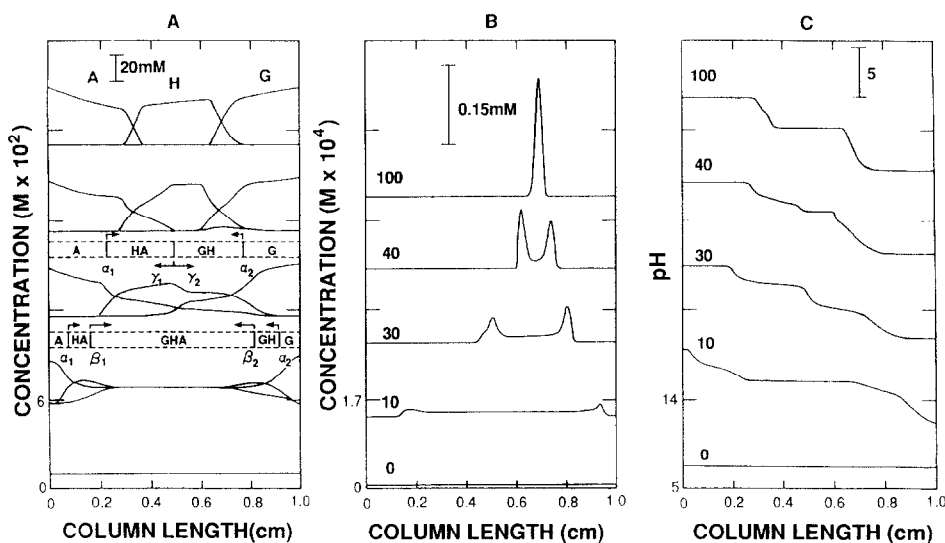 A
B
C
20mM
A
H
G
0.15mM
5
100
40
30
10
0
100
40
30
10
0
A
HA
GH
G
α1
γ1
γ2
α2
A
HA
GHA
GH
G
α1
β1
β2
α2
CONCENTRATION (M x 10²)
6
0
CONCENTRATION (M x 10⁴)
1.7
0
pH
14
5
0 0.2 0.4 0.6 0.8 1.0
0 0.2 0.4 0.6 0.8 1.0
0 0.2 0.4 0.6 0.8 1.0
COLUMN LENGTH(cm)
COLUMN LENGTH (cm)
COLUMN LENGTH (cm)